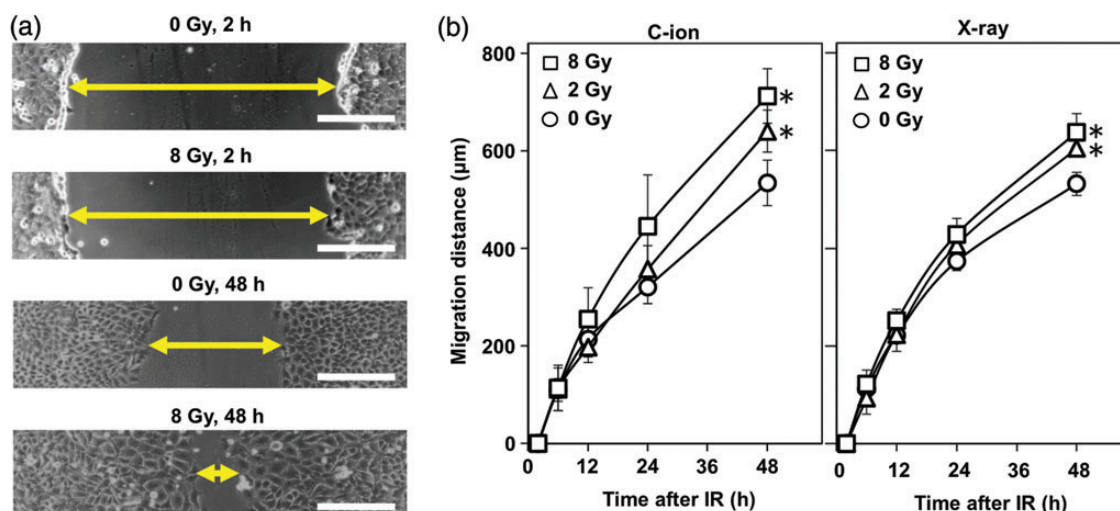 (a)
0 Gy, 2 h
8 Gy, 2 h
0 Gy, 48 h
8 Gy, 48 h
(b)
C-ion
X-ray
Migration distance (µm)
800
600
400
200
0
8 Gy
2 Gy
0 Gy
*
*
8 Gy
2 Gy
0 Gy
*
*
0 12 24 36 48
0 12 24 36 48
Time after IR (h)
Time after IR (h)